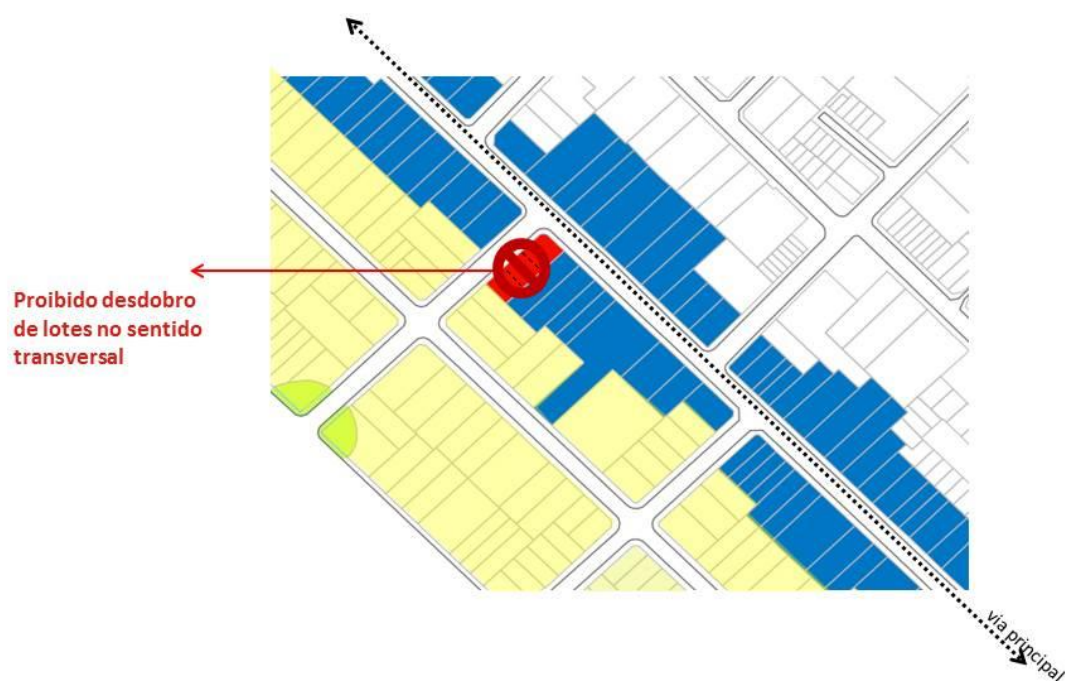 Proibido desdobro
de lotes no sentido
transversal
via principal